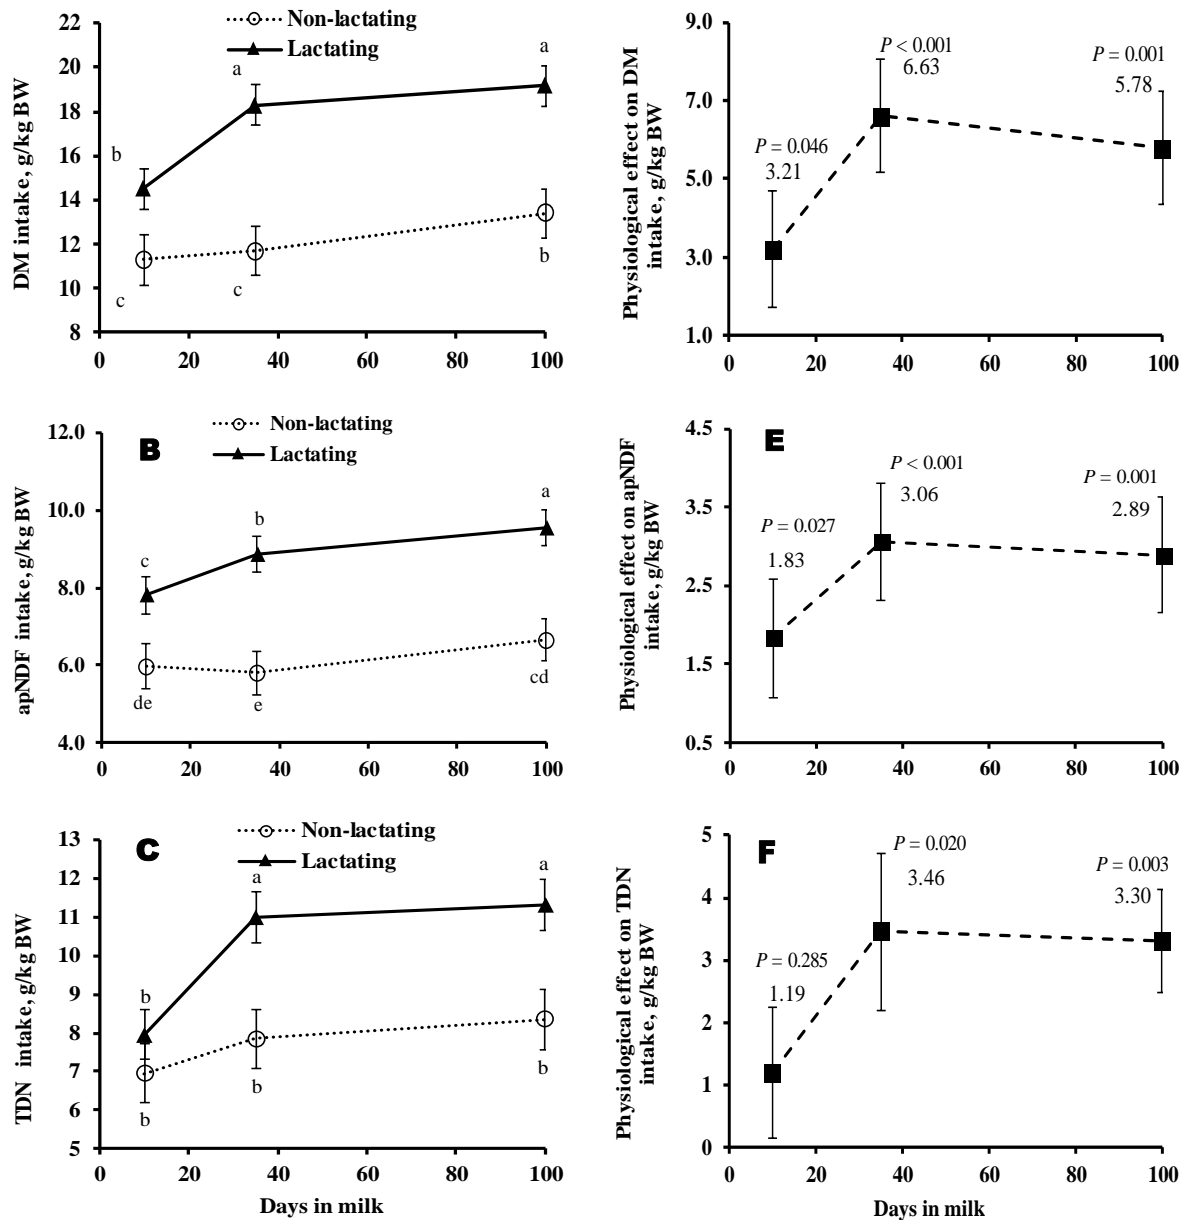 Non-lactating
Lactating
DM intake, g/kg BW
22
20
18
16
14
12
10
8
a
a
b
b
c
c
0
20
40
60
80
100
Physiological effect on DM
intake, g/kg BW
9.0
7.0
5.0
3.0
1.0
P < 0.001
6.63
P = 0.001
5.78
P = 0.046
3.21
0
20
40
60
80
100
Non-lactating
Lactating
B
apNDF intake, g/kg BW
12.0
10.0
8.0
6.0
4.0
a
b
c
cd
de
e
0
20
40
60
80
100
E
Physiological effect on apNDF
intake, g/kg BW
4.5
3.5
2.5
1.5
0.5
P < 0.001
3.06
P = 0.001
2.89
P = 0.027
1.83
0
20
40
60
80
100
Non-lactating
Lactating
C
TDN intake, g/kg BW
13
12
11
10
9
8
7
6
5
a
a
b
b
b
b
0
20
40
60
80
100
Days in milk
F
Physiological effect on TDN
intake, g/kg BW
5
4
3
2
1
0
P = 0.020
3.46
P = 0.003
3.30
P = 0.285
1.19
0
20
40
60
80
100
Days in milk